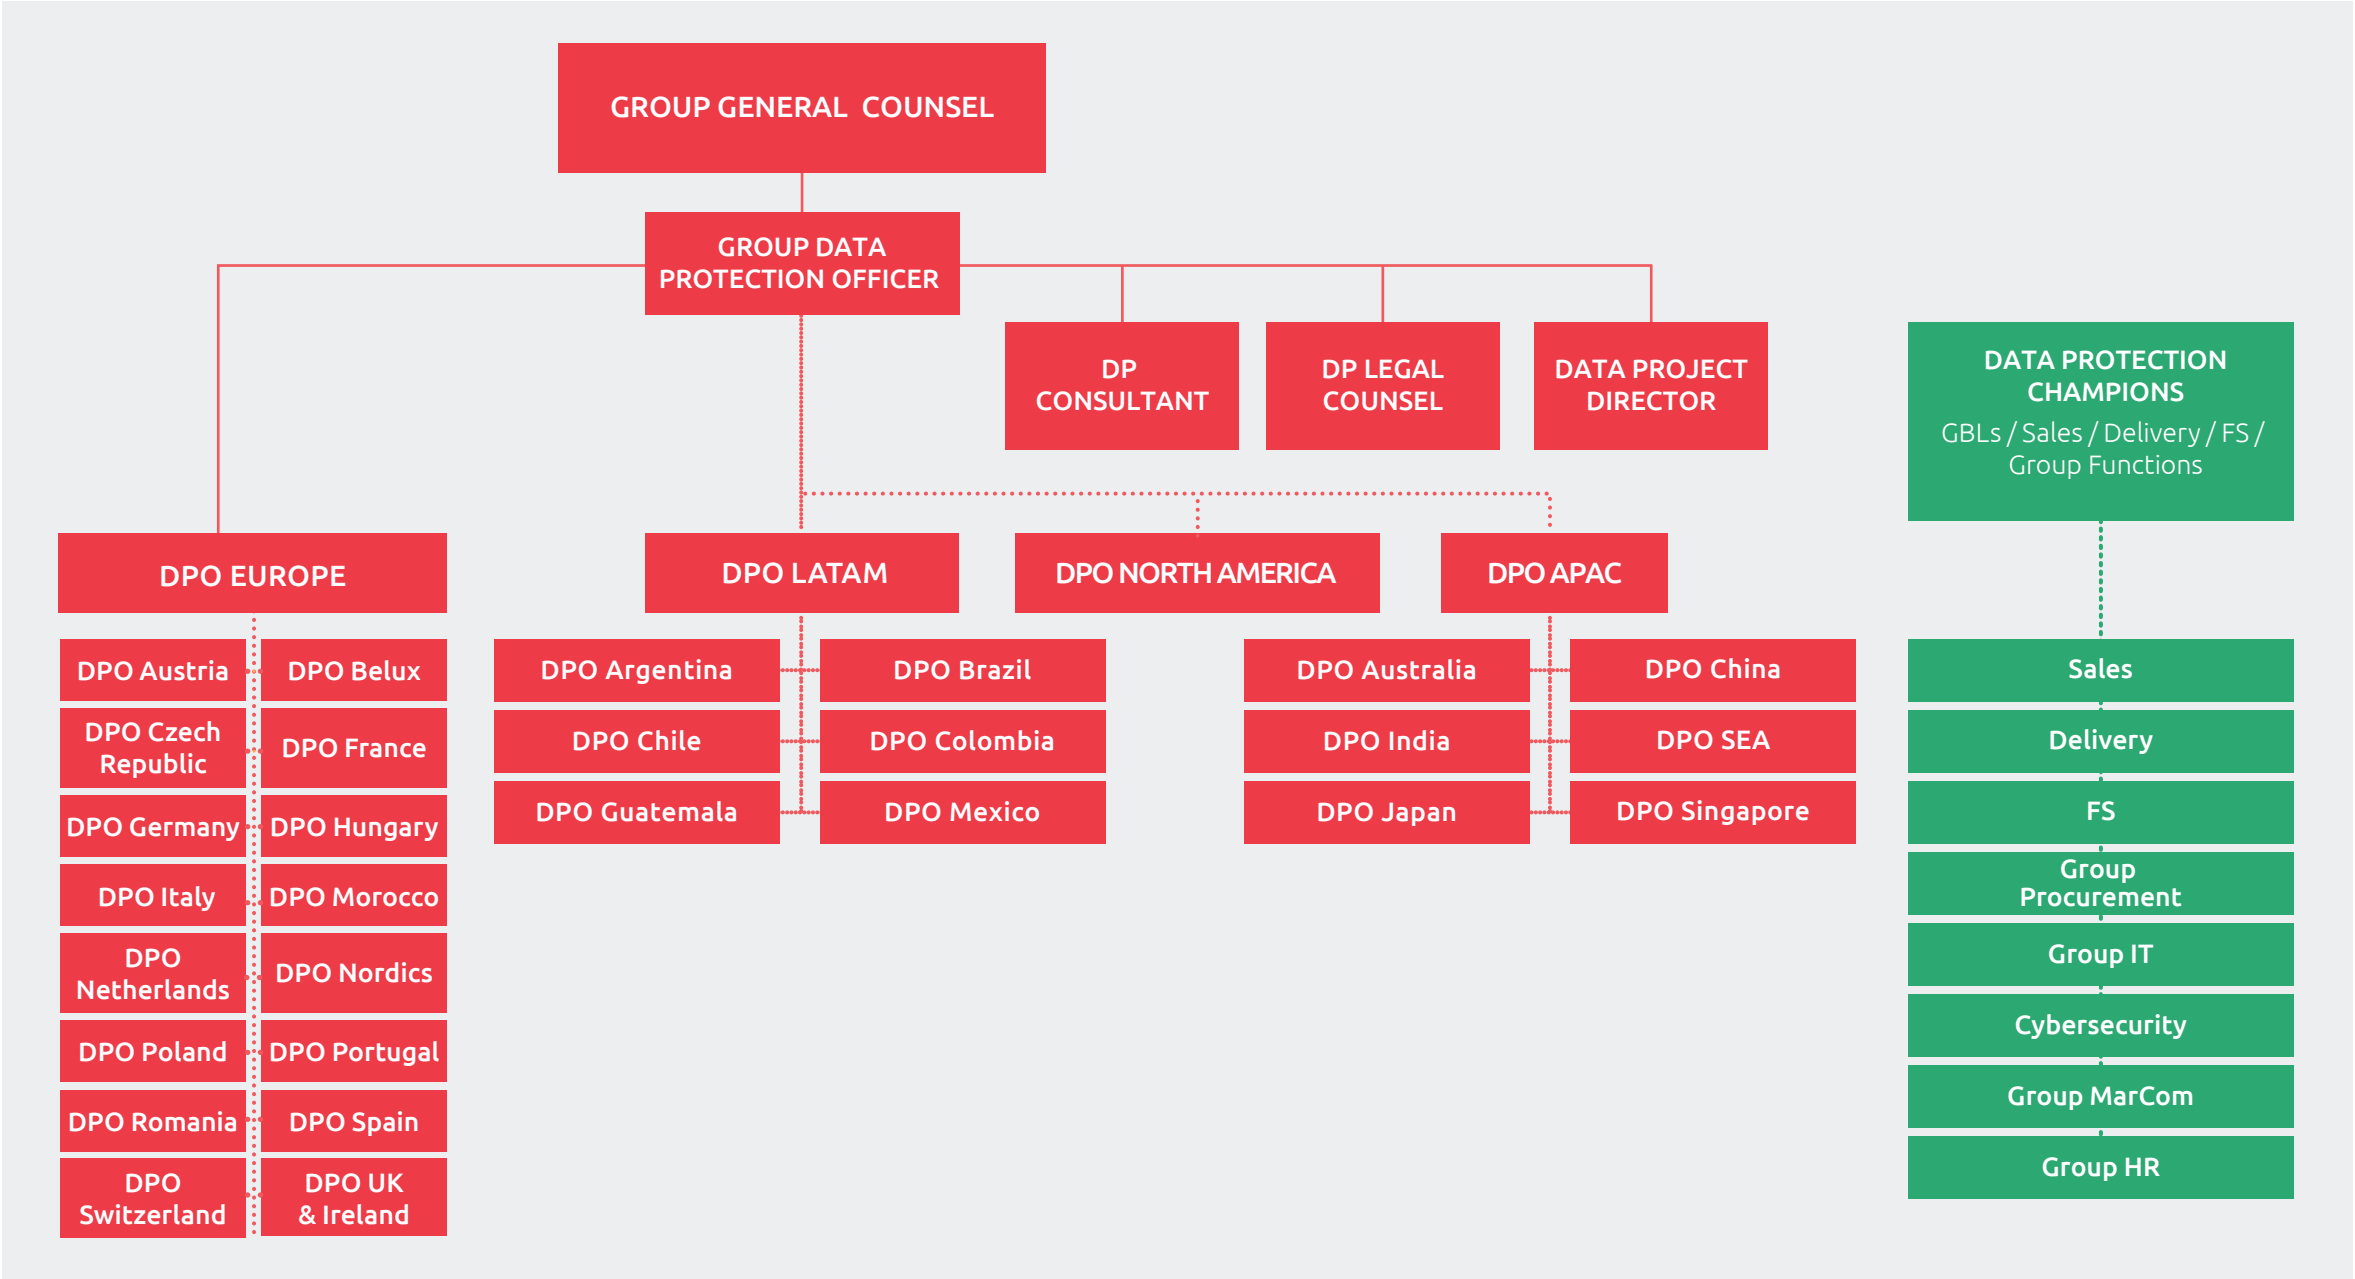 GROUP GENERAL COUNSEL
GROUP DATA
PROTECTION OFFICER
DP
CONSULTANT
DP LEGAL
COUNSEL
DATA PROJECT
DIRECTOR
DATA PROTECTION
CHAMPIONS
GBLs / Sales / Delivery / FS /
Group Functions
DPO EUROPE
DPO LATAM
DPO NORTH AMERICA
DPO APAC
DPO Austria
DPO Belux
DPO Czech
Republic
DPO France
DPO Germany
DPO Hungary
DPO Italy
DPO Morocco
DPO
Netherlands
DPO Nordics
DPO Poland
DPO Portugal
DPO Romania
DPO Spain
DPO
Switzerland
DPO UK
& Ireland
DPO Argentina
DPO Brazil
DPO Chile
DPO Colombia
DPO Guatemala
DPO Mexico
DPO Australia
DPO China
DPO India
DPO SEA
DPO Japan
DPO Singapore
Sales
Delivery
FS
Group
Procurement
Group IT
Cybersecurity
Group MarCom
Group HR